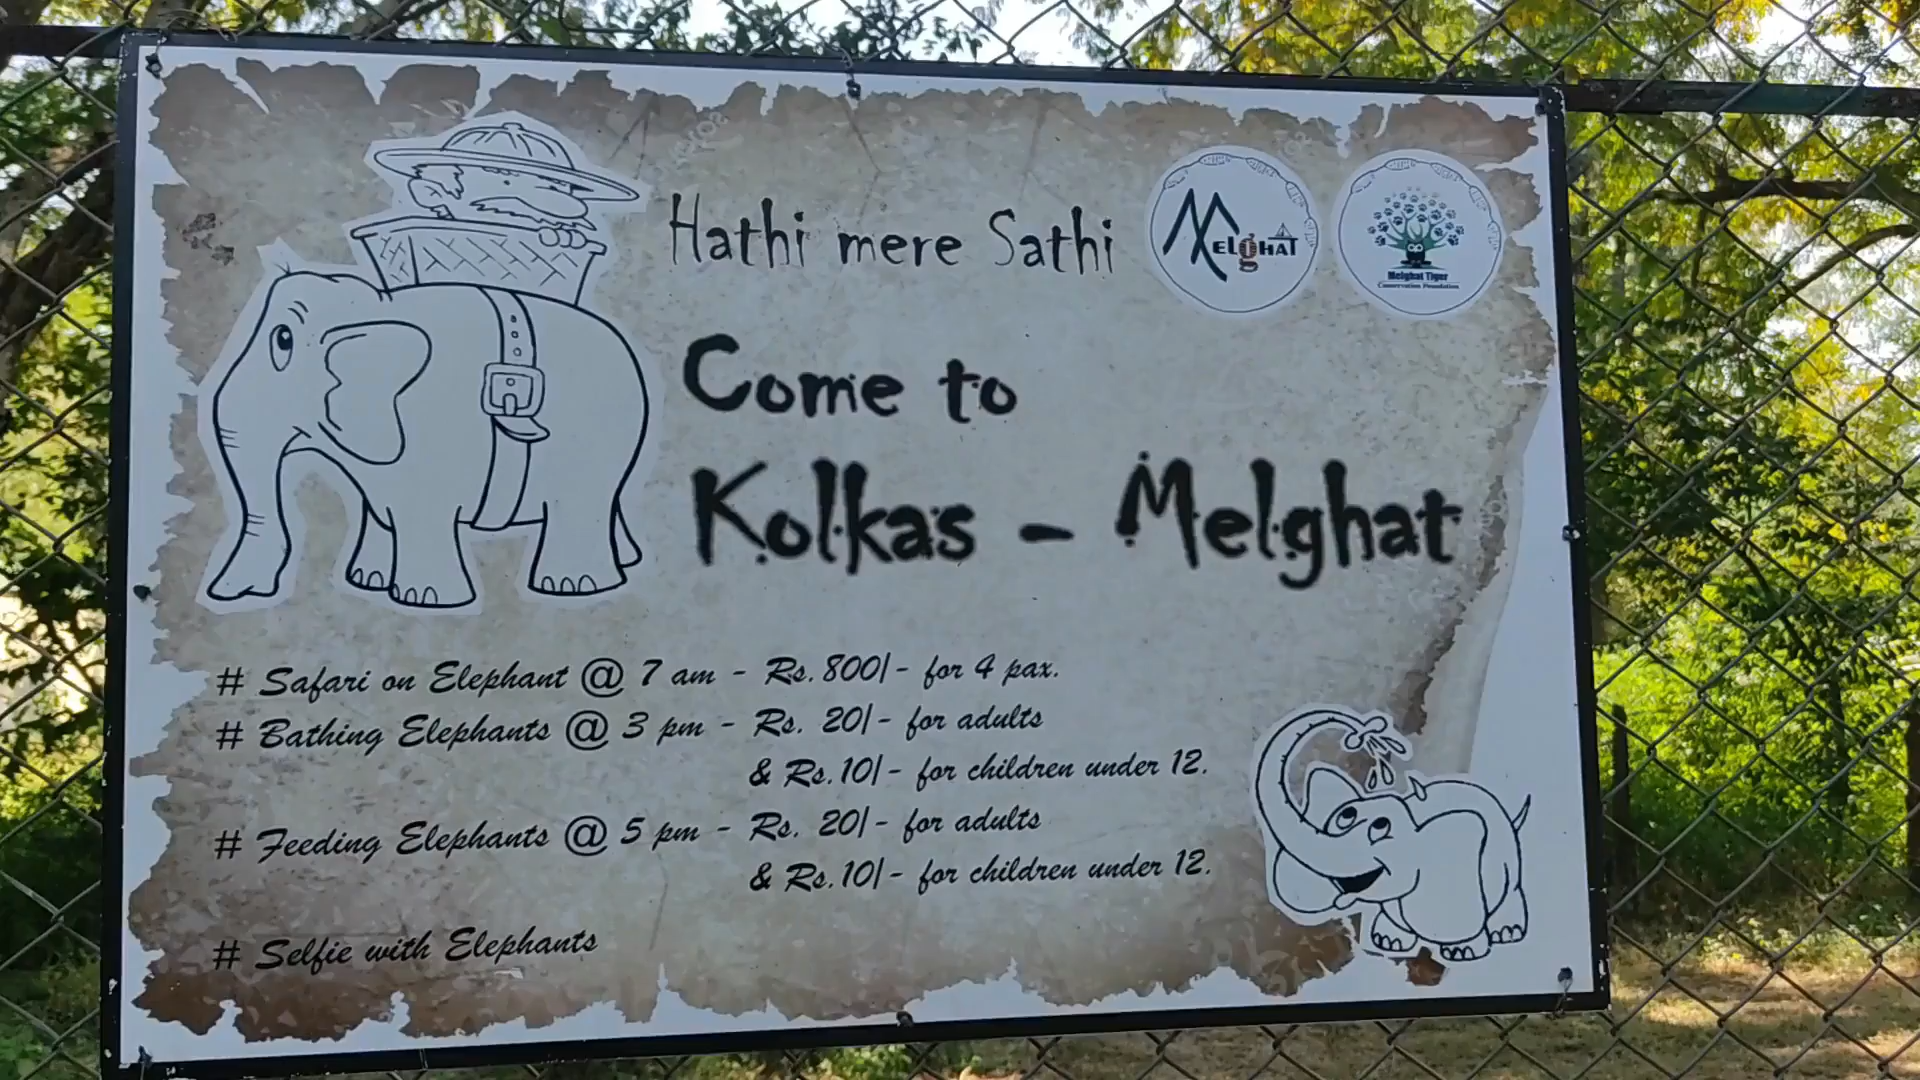 Hathi mere Sathi
MELGHAT
Melghat Tiger
Conservation Foundation
Come to
Kolkas - Melghat
# Safari on Elephant @ 7 am - Rs. 800/- for 4 pax.
# Bathing Elephants @ 3 pm - Rs. 20/- for adults
& Rs. 10/- for children under 12.
# Feeding Elephants @ 5 pm - Rs. 20/- for adults
& Rs. 10/- for children under 12.
# Selfie with Elephants